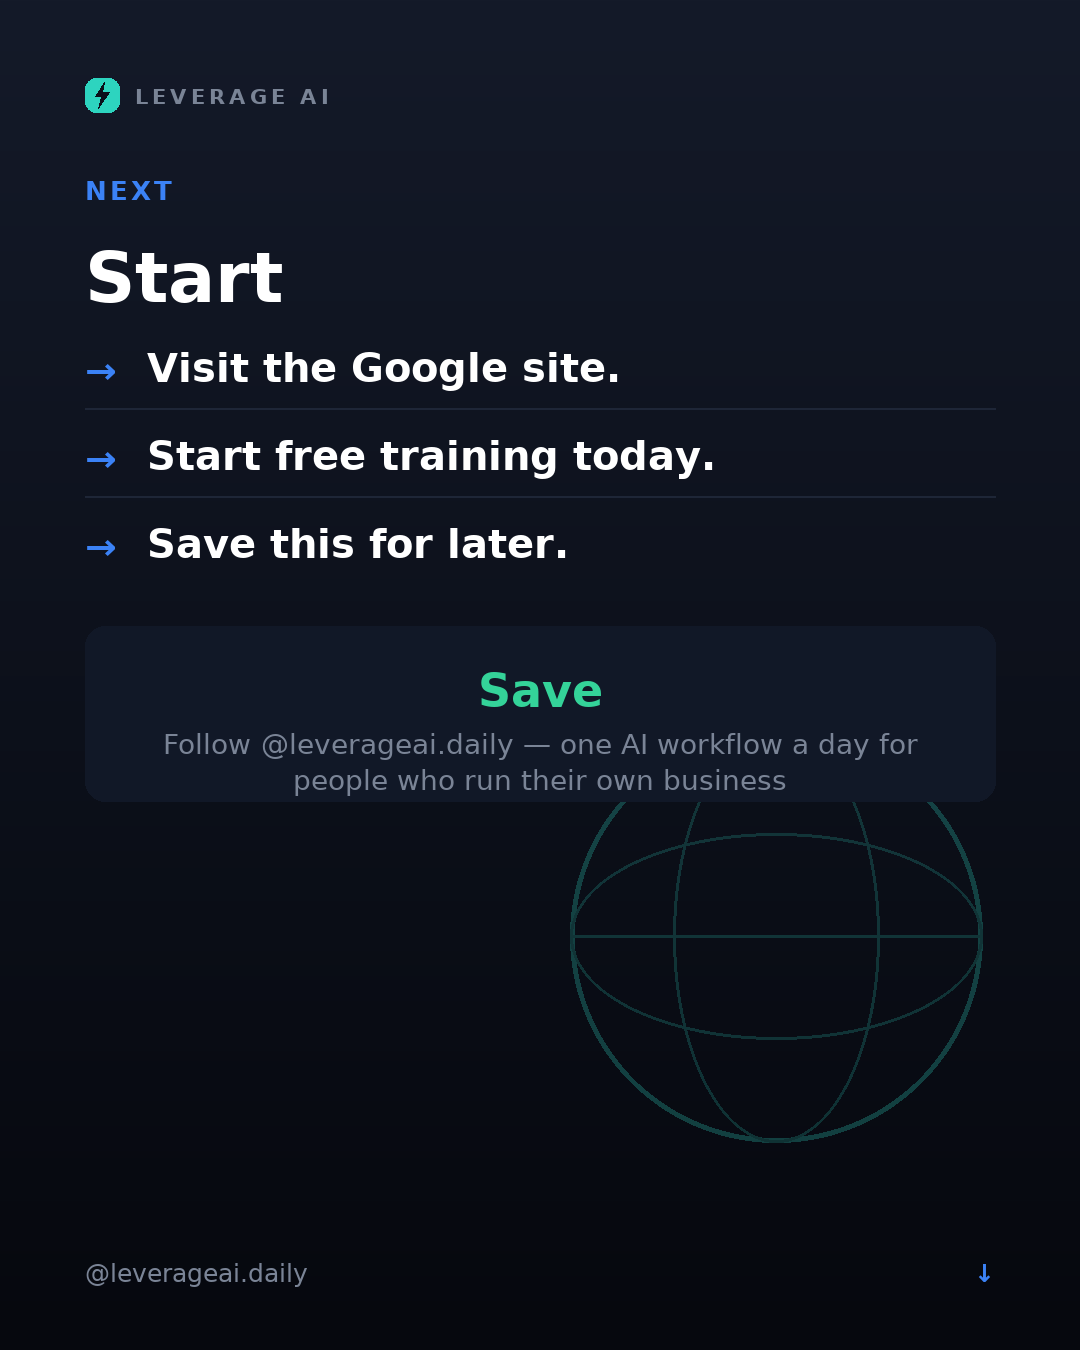 LEVERAGE AI
NEXT
Start
→ Visit the Google site.
→ Start free training today.
→ Save this for later.
Save
Follow @leverageai.daily — one AI workflow a day for
people who run their own business
@leverageai.daily ↓